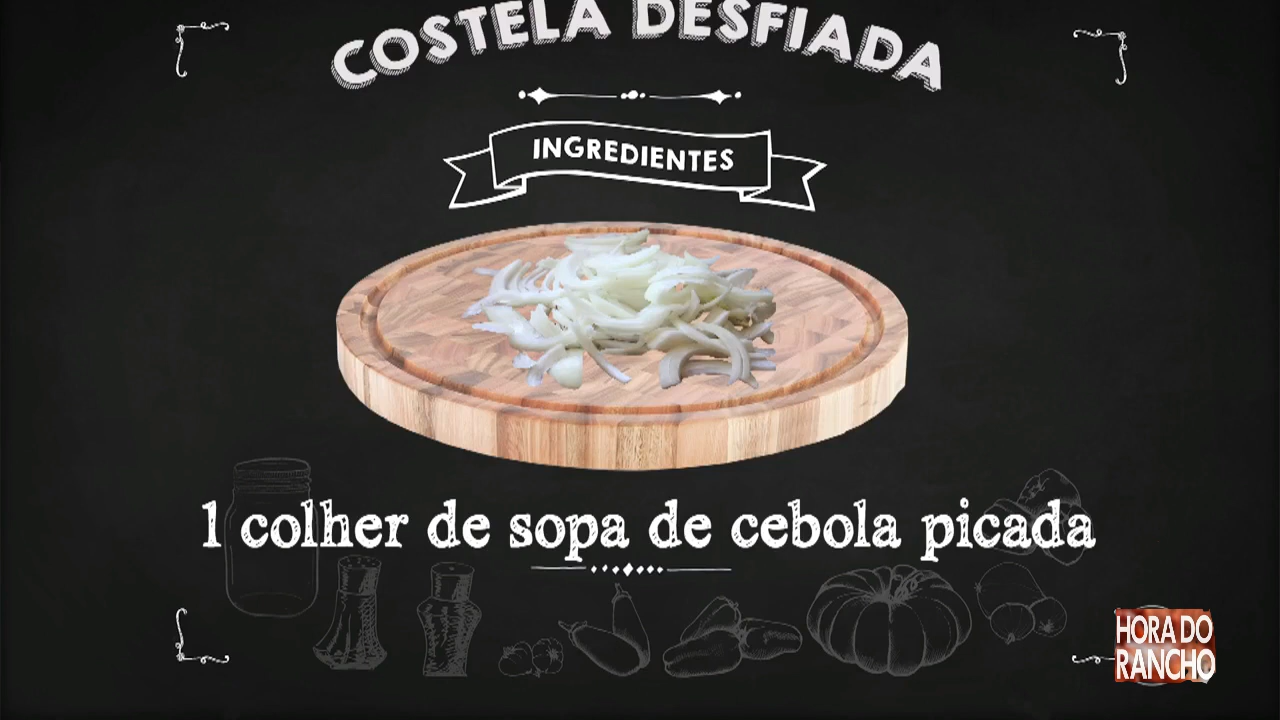 COSTELA DESFIADA
INGREDIENTES
1 colher de sopa de cebola picada
HORA DO
RANCHO